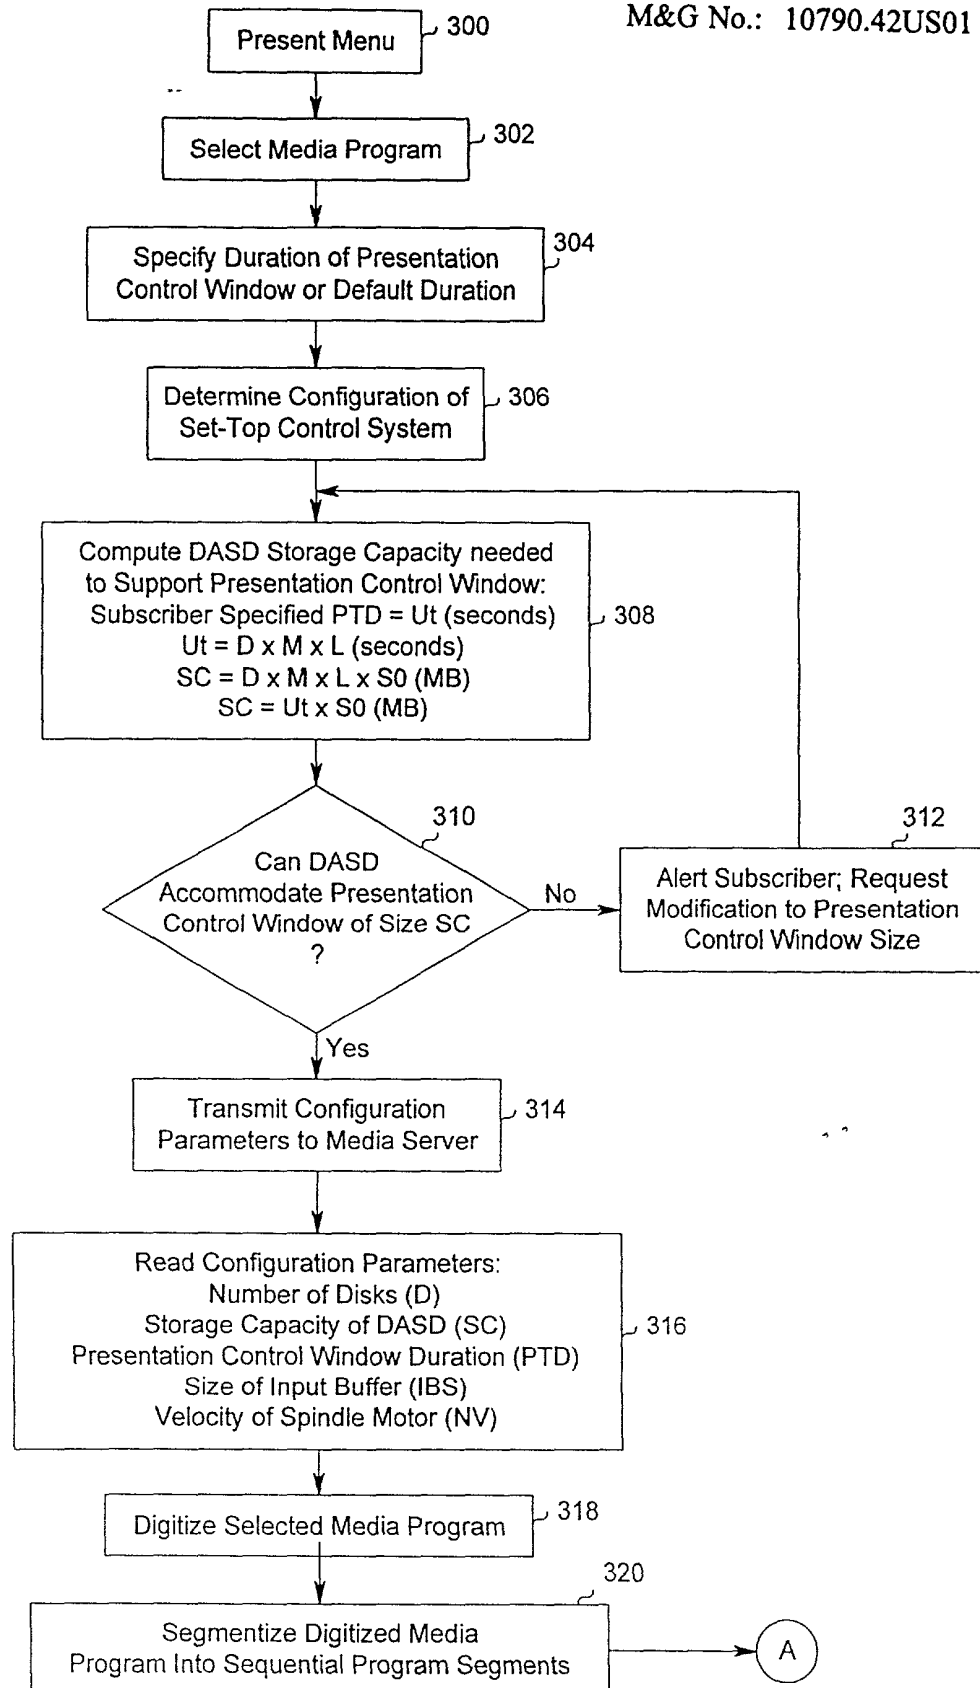 M&G No.: 10790.42US01
Present Menu
300
Select Media Program
302
Specify Duration of Presentation
Control Window or Default Duration
304
Determine Configuration of
Set-Top Control System
306
Compute DASD Storage Capacity needed
to Support Presentation Control Window:
Subscriber Specified PTD = Ut (seconds)
Ut = D x M x L (seconds)
SC = D x M x L x S0 (MB)
SC = Ut x S0 (MB)
308
310
Can DASD
Accommodate Presentation
Control Window of Size SC
?
No
312
Alert Subscriber; Request
Modification to Presentation
Control Window Size
Yes
Transmit Configuration
Parameters to Media Server
314
Read Configuration Parameters:
Number of Disks (D)
Storage Capacity of DASD (SC)
Presentation Control Window Duration (PTD)
Size of Input Buffer (IBS)
Velocity of Spindle Motor (NV)
316
Digitize Selected Media Program
318
320
Segmentize Digitized Media
Program Into Sequential Program Segments
A